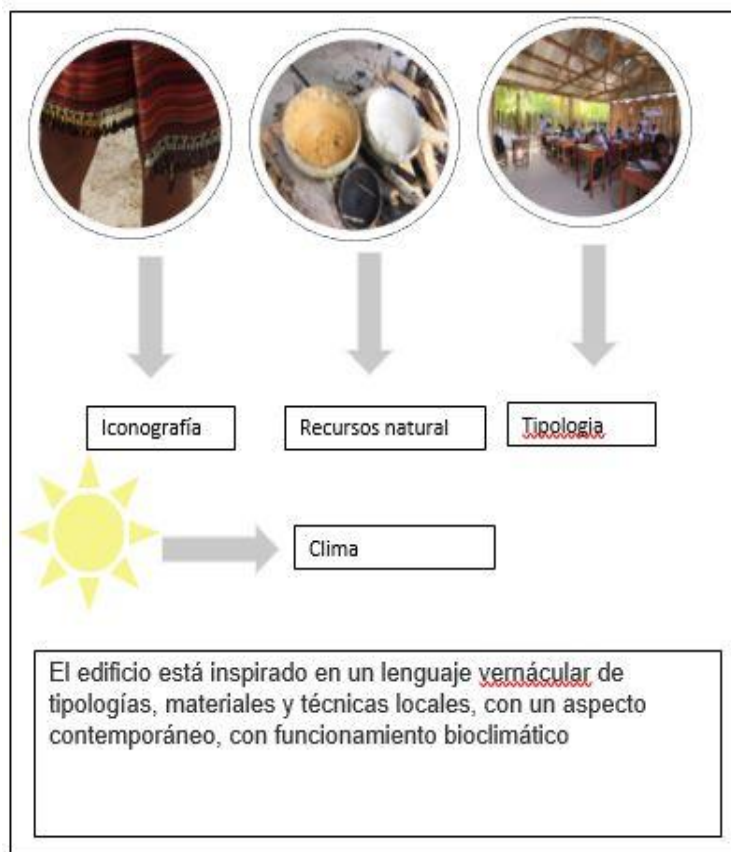 Iconografía
Recursos natural
Tipologia
Clima
El edificio está inspirado en un lenguaje vernácular de
tipologías, materiales y técnicas locales, con un aspecto
contemporáneo, con funcionamiento bioclimático